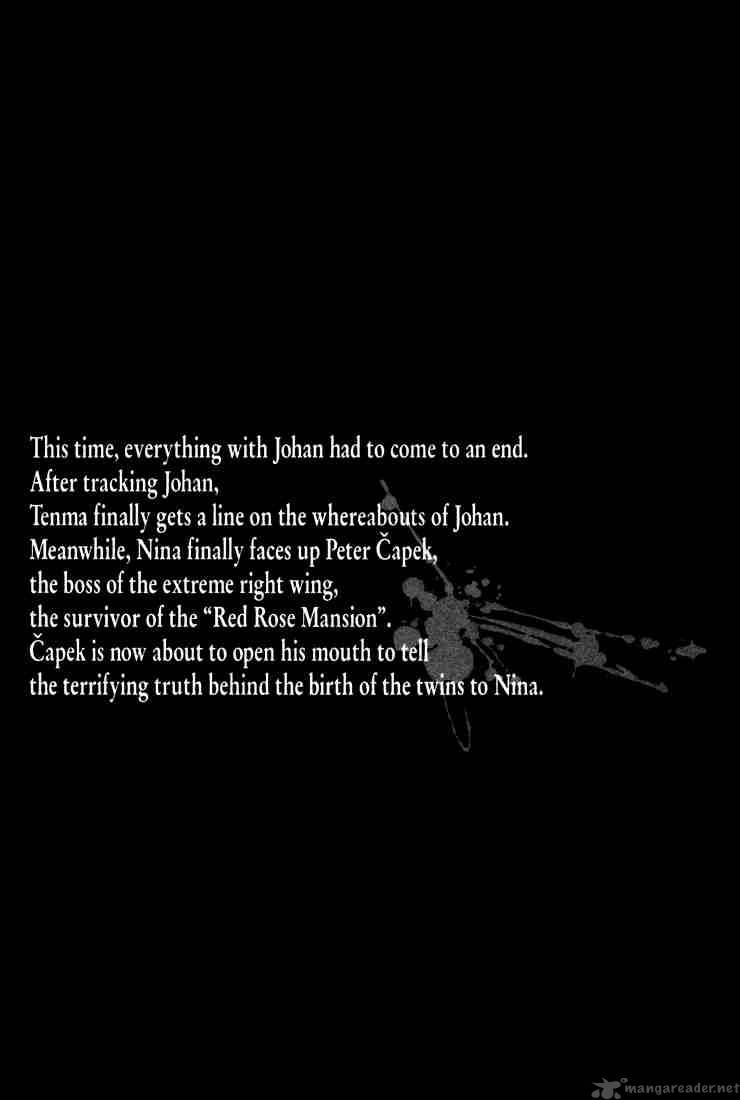 This time, everything with Johan had to come to an end.
After tracking Johan,
Tenma finally gets a line on the whereabouts of Johan.
Meanwhile, Nina finally faces up Peter Čapek,
the boss of the extreme right wing,
the survivor of the “Red Rose Mansion”.
Čapek is now about to open his mouth to tell
the terrifying truth behind the birth of the twins to Nina.
mangareader.net